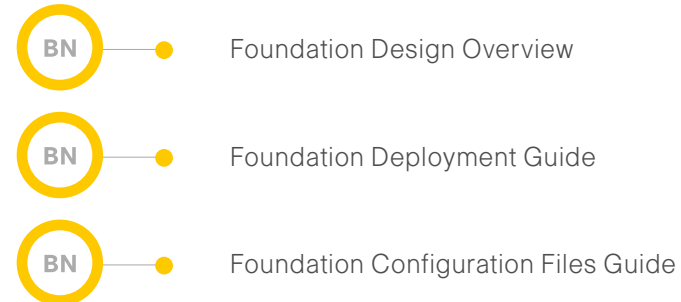 BN Foundation Design Overview
BN Foundation Deployment Guide
BN Foundation Configuration Files Guide